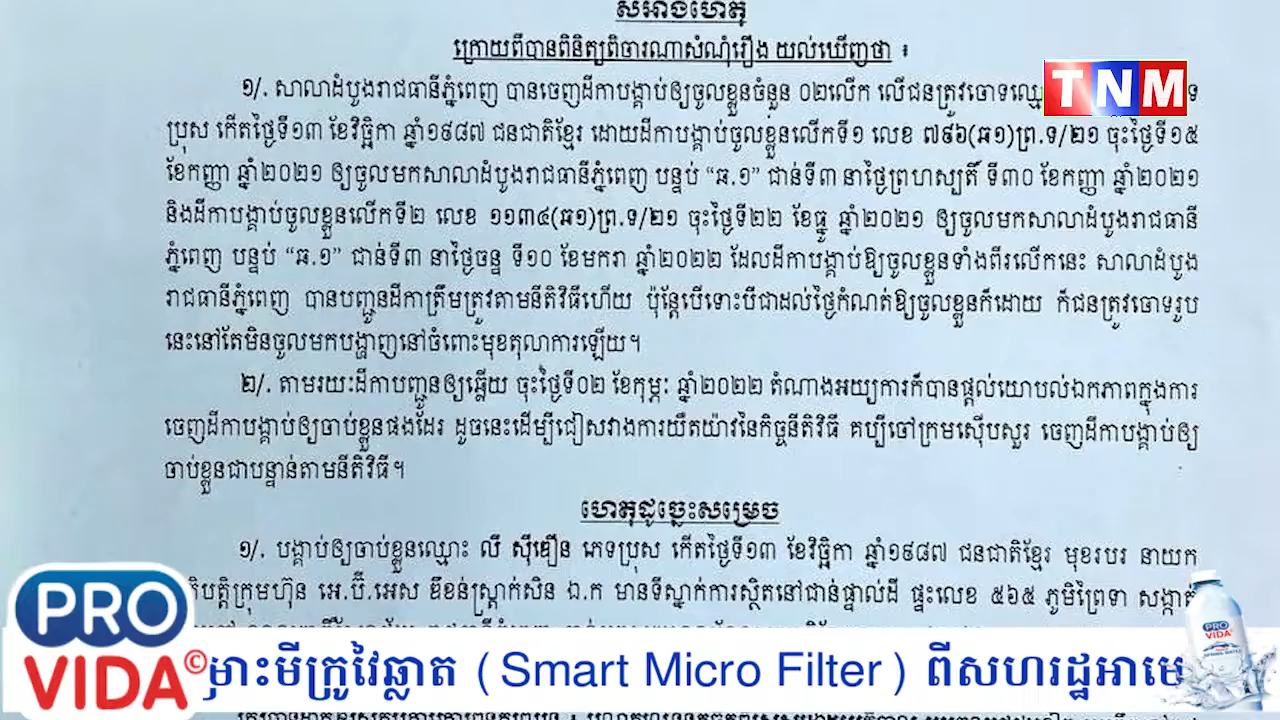 សំអាងហេតុ
ក្រោយពីបានពិនិត្យពិចារណាសំណុំរឿង យល់ឃើញថា ៖
TNM
១/. សាលាដំបូងរាជធានីភ្នំពេញ បានចេញដីកាបង្គាប់ឲ្យចូលខ្លួនចំនួន ០២លើក លើជនត្រូវចោទឈ្មោ ទ
ប្រុស កើតថ្ងៃទី១៣ ខែវិច្ឆិកា ឆ្នាំ១៩៨៧ ជនជាតិខ្មែរ ដោយដីកាបង្គាប់ចូលខ្លួនលើកទី១ លេខ ៧៩៦(ឆ១)ព្រ.ទ/២១ ចុះថ្ងៃទី១៥
ខែកញ្ញា ឆ្នាំ២០២១ ឲ្យចូលមកសាលាដំបូងរាជធានីភ្នំពេញ បន្ទប់ “ឆ.១” ជាន់ទី៣ នាថ្ងៃព្រហស្បតិ៍ ទី៣០ ខែកញ្ញា ឆ្នាំ២០២១
និងដីកាបង្គាប់ចូលខ្លួនលើកទី២ លេខ ១១៣៤(ឆ១)ព្រ.ទ/២១ ចុះថ្ងៃទី២២ ខែធ្នូ ឆ្នាំ២០២១ ឲ្យចូលមកសាលាដំបូងរាជធានី
ភ្នំពេញ បន្ទប់ “ឆ.១” ជាន់ទី៣ នាថ្ងៃចន្ទ ទី១០ ខែមករា ឆ្នាំ២០២២ ដែលដីកាបង្គាប់ឱ្យចូលខ្លួនទាំងពីរលើកនេះ សាលាដំបូង
រាជធានីភ្នំពេញ បានបញ្ជូនដីកាត្រឹមត្រូវតាមនីតិវិធីហើយ ប៉ុន្តែបើទោះបីជាដល់ថ្ងៃកំណត់ឱ្យចូលខ្លួនក៏ដោយ ក៏ជនត្រូវចោទរូប
នេះនៅតែមិនចូលមកបង្ហាញនៅចំពោះមុខតុលាការឡើយ។
២/. តាមរយៈដីកាបញ្ជូនឲ្យឆ្លើយ ចុះថ្ងៃទី០២ ខែកុម្ភៈ ឆ្នាំ២០២២ តំណាងអយ្យការក៏បានផ្តល់យោបល់ឯកភាពក្នុងការ
ចេញដីកាបង្គាប់ឲ្យចាប់ខ្លួនផងដែរ ដូចនេះដើម្បីជៀសវាងការយឺតយ៉ាវនៃកិច្ចនីតិវិធី គប្បីចៅក្រមស៊ើបសួរ ចេញដីកាបង្គាប់ឲ្យ
ចាប់ខ្លួនជាបន្ទាន់តាមនីតិវិធី។
ហេតុដូច្នេះសម្រេច
១/. បង្គាប់ឲ្យចាប់ខ្លួនឈ្មោះ លី ស៊ីឌឿន ភេទប្រុស កើតថ្ងៃទី១៣ ខែវិច្ឆិកា ឆ្នាំ១៩៨៧ ជនជាតិខ្មែរ មុខរបរ នាយក
តិបត្តិក្រុមហ៊ុន អេ.ប៊ី.អេស ឌីខន់ស្ត្រាក់សិន ឯ.ក មានទីស្នាក់ការស្ថិតនៅជាន់ផ្ទាល់ដី ផ្ទះលេខ ៥៦៥ ភូមិព្រៃទា សង្កាត់
PRO VIDA©
ម្រោះមីក្រូវៃឆ្លាត (Smart Micro Filter) ពីសហរដ្ឋអាមេ
PRO VIDA